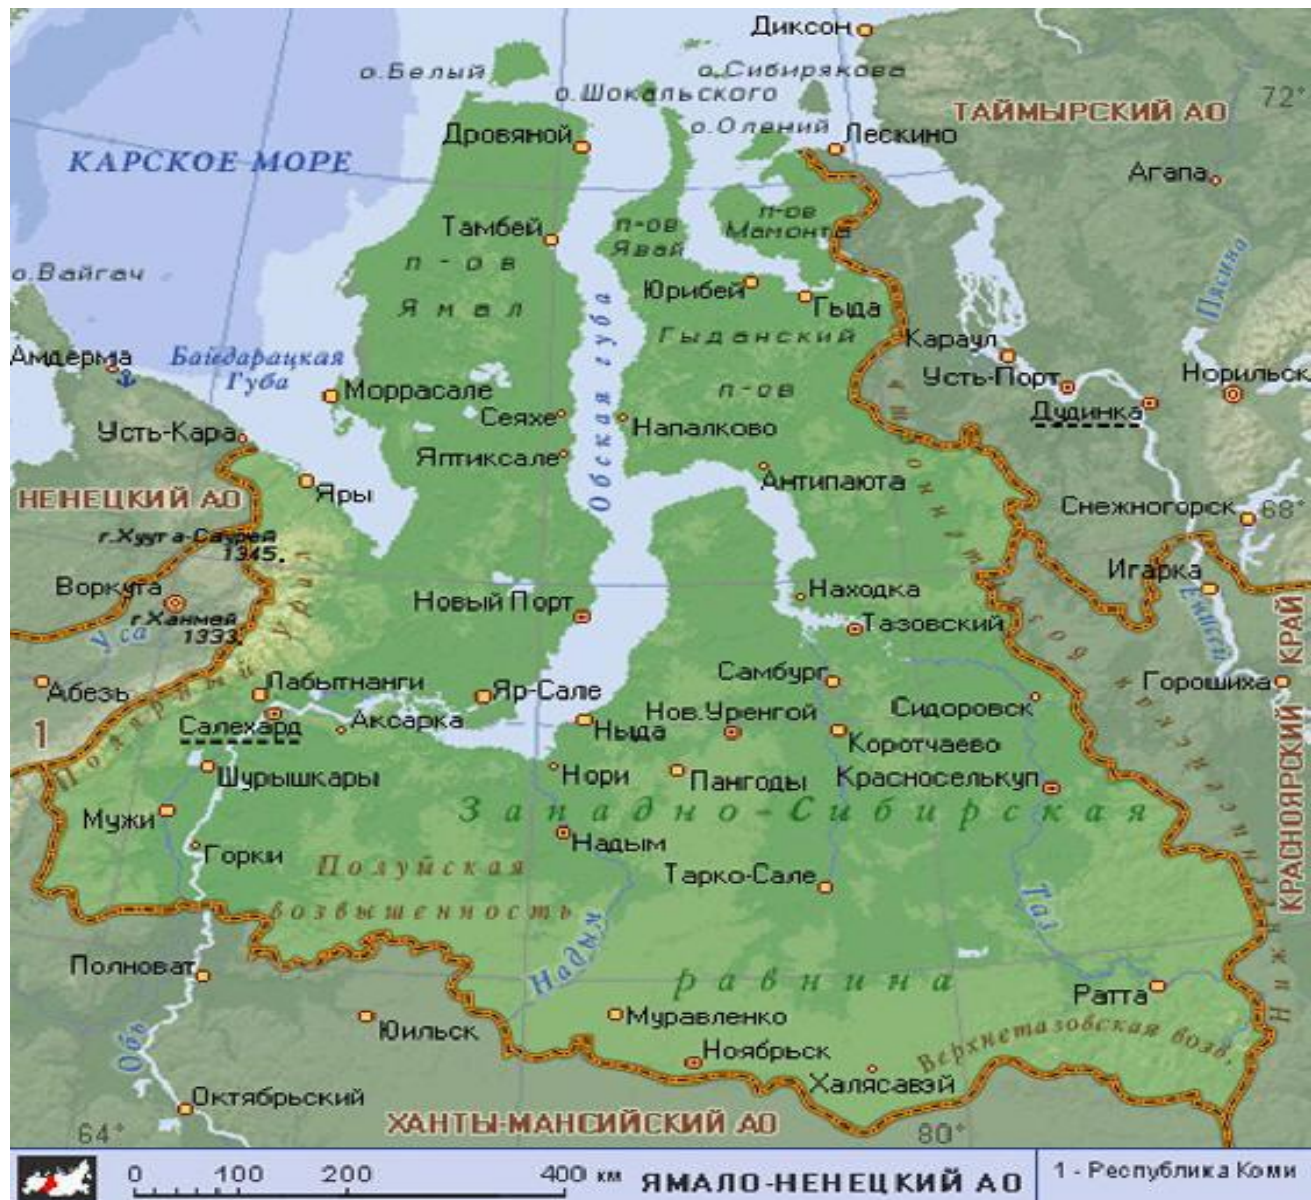 Диксон
о.Белый
о.Сибирякова
о.Шокальского
72°
ТАЙМЫРСКИЙ АО
о.Олений
Дровяной
Лескино
КАРСКОЕ МОРЕ
Агапа
п-ов
Мамонта
Тамбей
п-ов
Явай
п-ов
Ямал
о.Вайгач
Пясина
Юрибей
Гыда
Обская губа
Гыданский
п-ов
Амдерма
Байдарацкая
Губа
Караул
Усть-Порт
Норильск
Моррасале
Дудинка
Сеяхе
Напалково
Усть-Кара
Яптиксале
Антипаюта
Яры
НЕНЕЦКИЙ АО
Снежногорск
68°
г.Хуута-Саурей
1345.
Игарка
Воркута
Находка
Новый Порт
г.Ханмей
1333.
Уса
Тазовский
Енисей
Полярный Урал
Абезь
Лабытнанги
Яр-Сале
Самбург
Горошиха
Салехард
Аксарка
Нов.Уренгой
Сидоровск
1
Ныда
Коротчаево
Шурышкары
Нори
Пангоды
Красноселькуп
КРАСНОЯРСКИЙ КРАЙ
Мужи
Западно-Сибирская
Горки
Надым
Полуйская
возвышенность
Тарко-Сале
Таз
Надым
Полноват
равнина
Ратта
Юильск
Муравленко
Верхнетазовская возв.
Обь
Ноябрьск
Халясавэй
Октябрьский
ХАНТЫ-МАНСИЙСКИЙ АО
64°
80°
0 100 200 400 км
ЯМАЛО-НЕНЕЦКИЙ АО
1 - Республика Коми